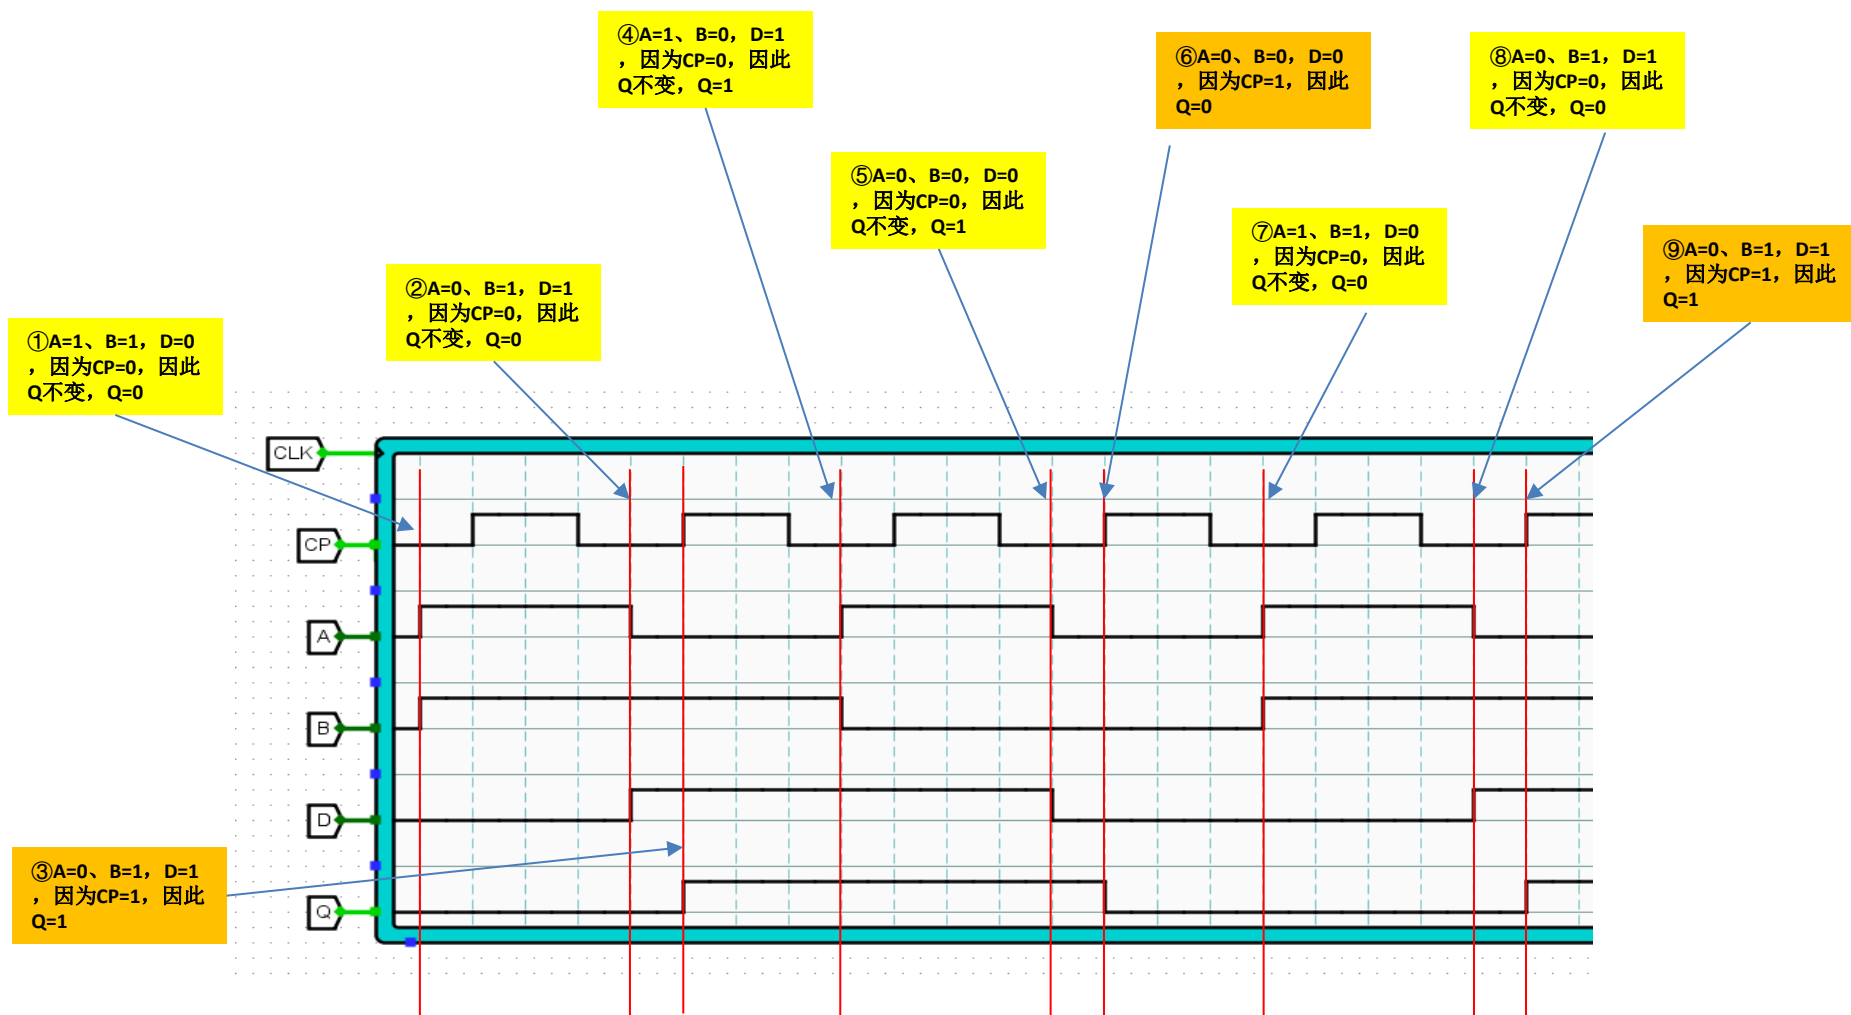 ④A=1、B=0，D=1
，因为CP=0，因此
Q不变，Q=1
⑥A=0、B=0，D=0
，因为CP=1，因此
Q=0
⑧A=0、B=1，D=1
，因为CP=0，因此
Q不变，Q=0
⑤A=0、B=0，D=0
，因为CP=0，因此
Q不变，Q=1
⑦A=1、B=1，D=0
，因为CP=0，因此
Q不变，Q=0
⑨A=0、B=1，D=1
，因为CP=1，因此
Q=1
②A=0、B=1，D=1
，因为CP=0，因此
Q不变，Q=0
①A=1、B=1，D=0
，因为CP=0，因此
Q不变，Q=0
CLK
CP
A
B
D
③A=0、B=1，D=1
，因为CP=1，因此
Q=1
Q